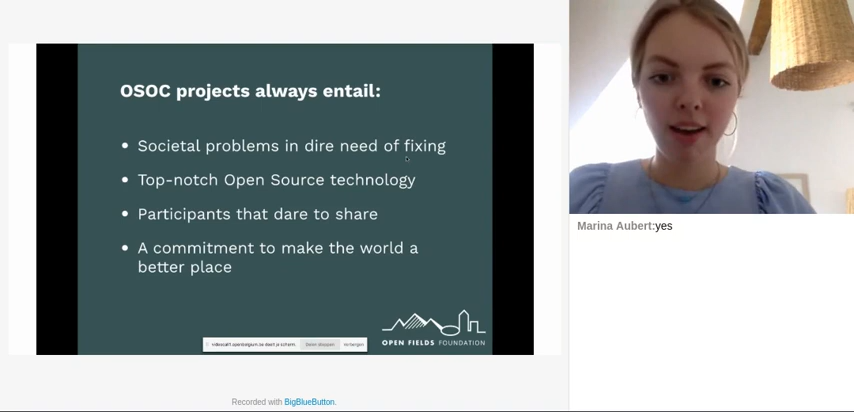 OSOC projects always entail:
• Societal problems in dire need of fixing
• Top-notch Open Source technology
• Participants that dare to share
• A commitment to make the world a
better place
OPEN FIELDS FOUNDATION
Marina Aubert:yes
Recorded with BigBlueButton.